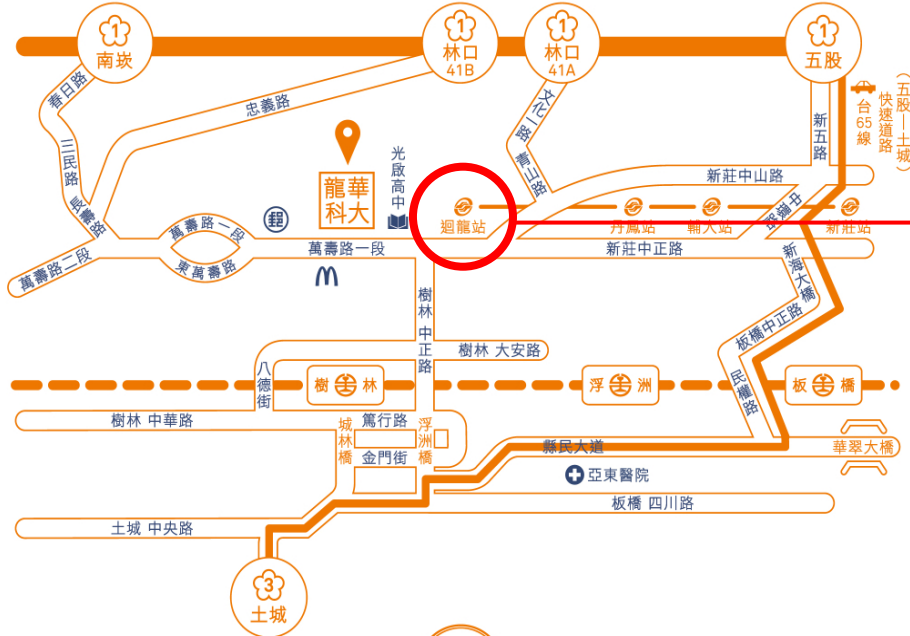 1
南崁
1
林口
41B
1
林口
41A
1
五股
春日路
忠義路
文化一路
台65線
快速道路
（五股—土城）
三民路
新五路
青山路
光啟高中
龍華
科大
新莊中山路
長壽路
郵
萬壽路一段
迴龍站
丹鳳站
輔大站
新莊站
萬壽路二段
東萬壽路
萬壽路一段
新莊中正路
新海大橋
樹林 中正路
板橋中正路
樹林 大安路
八德街
樹林
浮洲
板橋
民權路
樹林 中華路
城林橋
篤行路
浮洲橋
金門街
縣民大道
華翠大橋
亞東醫院
板橋 四川路
土城 中央路
3
土城